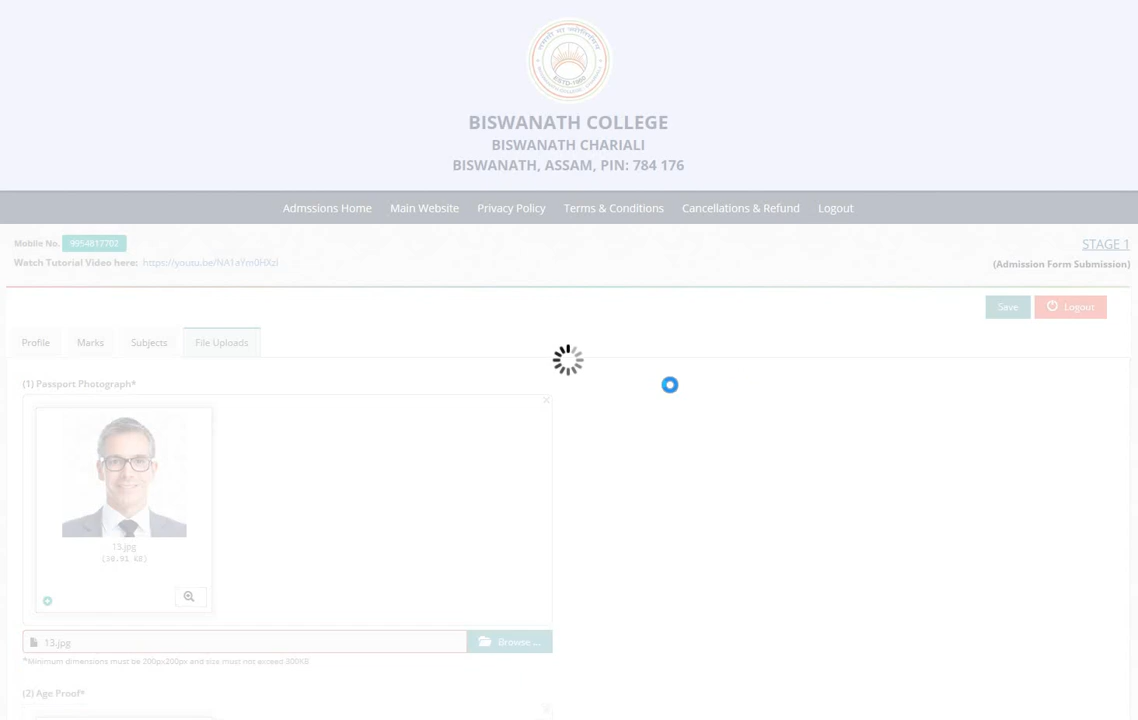 BISWANATH COLLEGE
BISWANATH CHARIALI
BISWANATH, ASSAM, PIN: 784 176
Admssions Home Main Website Privacy Policy Terms & Conditions Cancellations & Refund Logout
Mobile No. 9954817702
STAGE 1
Watch Tutorial Video here:
(Admission Form Submission)
Save Logout
Profile Marks Subjects File Uploads
(1) Passport Photograph*
13.jpg
(30.91 KB)
13.jpg Browse ...
*Minimum dimentions must be 200px200px and size must not exceed 300KB
(2) Age Proof*